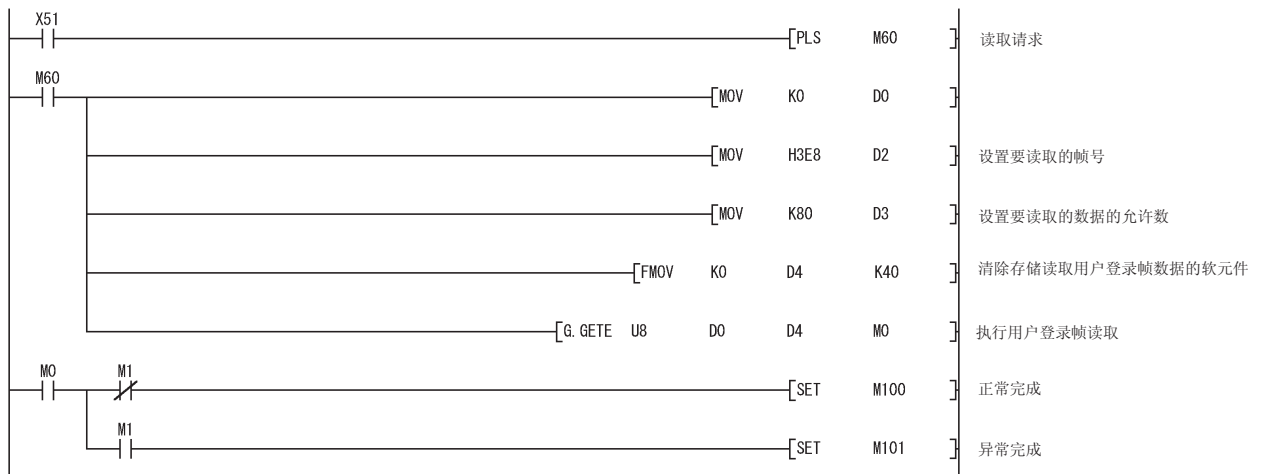 X51
[PLS M60 ] 读取请求
M60
[MOV K0 D0 ]
[MOV H3E8 D2 ] 设置要读取的帧号
[MOV K80 D3 ] 设置要读取的数据的允许数
[FMOV K0 D4 K40 ] 清除存储读取用户登录帧数据的软元件
[G. GETE U8 D0 D4 M0 ] 执行用户登录帧读取
M0 M1
[SET M100 ] 正常完成
M1
[SET M101 ] 异常完成